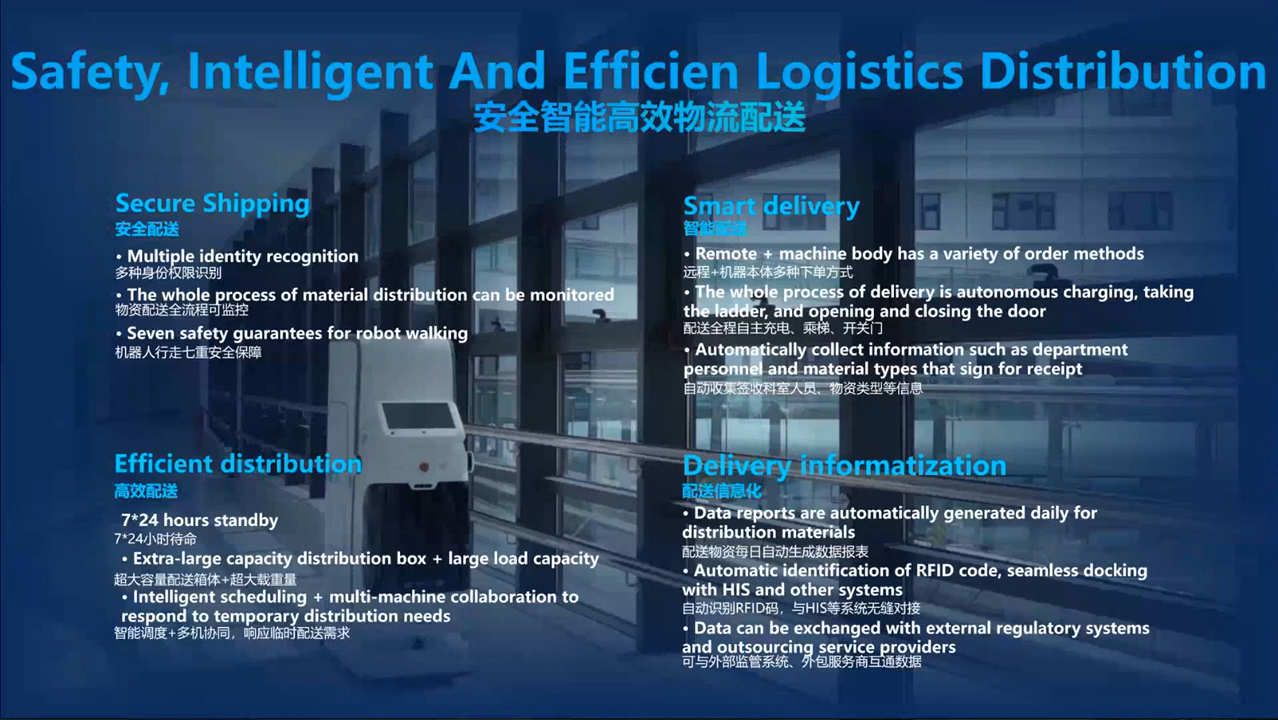 Safety, Intelligent And Efficien Logistics Distribution
安全智能高效物流配送
Secure Shipping
安全配送
• Multiple identity recognition
多种身份权限识别
• The whole process of material distribution can be monitored
物资配送全流程可监控
• Seven safety guarantees for robot walking
机器人行走七重安全保障
Smart delivery
智能配送
• Remote + machine body has a variety of order methods
远程+机器本体多种下单方式
• The whole process of delivery is autonomous charging, taking
the ladder, and opening and closing the door
配送全程自主充电、乘梯、开关门
• Automatically collect information such as department
personnel and material types that sign for receipt
自动收集签收科室人员、物资类型等信息
Efficient distribution
高效配送
7*24 hours standby
7*24小时待命
• Extra-large capacity distribution box + large load capacity
超大容量配送箱体+超大载重量
• Intelligent scheduling + multi-machine collaboration to
respond to temporary distribution needs
智能调度+多机协同，响应临时配送需求
Delivery informatization
配送信息化
• Data reports are automatically generated daily for
distribution materials
配送物资每日自动生成数据报表
• Automatic identification of RFID code, seamless docking
with HIS and other systems
自动识别RFID码，与HIS等系统无缝对接
• Data can be exchanged with external regulatory systems
and outsourcing service providers
可与外部监管系统、外包服务商互通数据